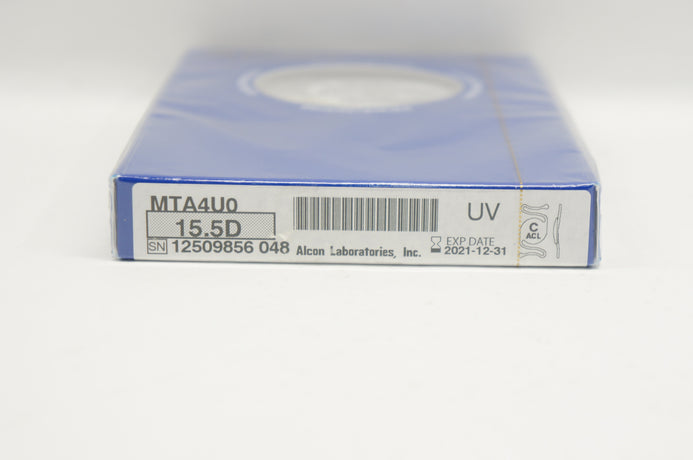 MTA4U0
15.5D
SN 12509856 048
Alcon Laboratories, Inc.
UV
EXP DATE
2021-12-31
C
ACL